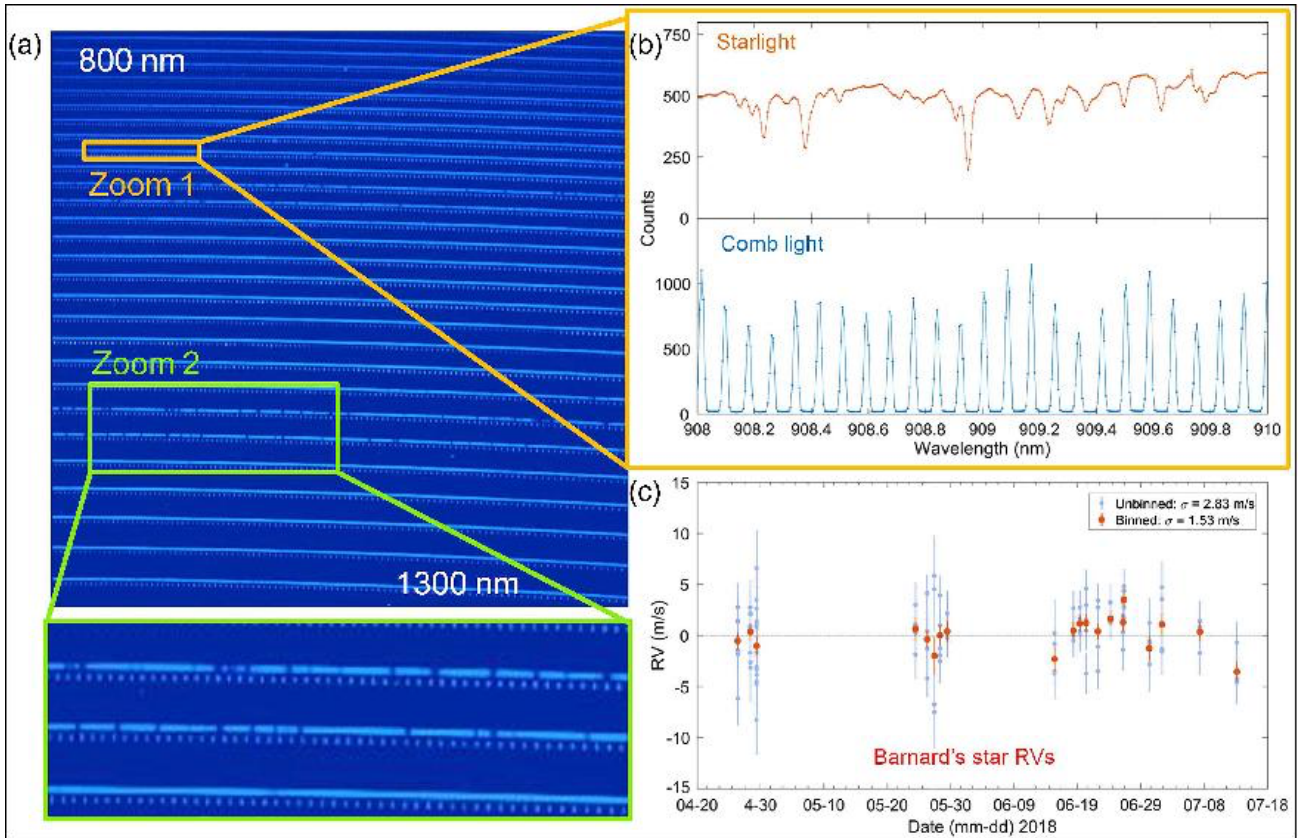 (a)
800 nm
Zoom 1
Zoom 2
1300 nm
(b)
Starlight
750
500
250
0
Counts
Comb light
1000
500
0
908 908.2 908.4 908.6 908.8 909 909.2 909.4 909.6 909.8 910
Wavelength (nm)
(c)
Unbinned: σ = 2.83 m/s
Binned: σ = 1.53 m/s
15
10
5
0
-5
-10
-15
RV (m/s)
Barnard's star RVs
04-20 4-30 05-10 05-20 05-30 06-09 06-19 06-29 07-08 07-18
Date (mm-dd) 2018